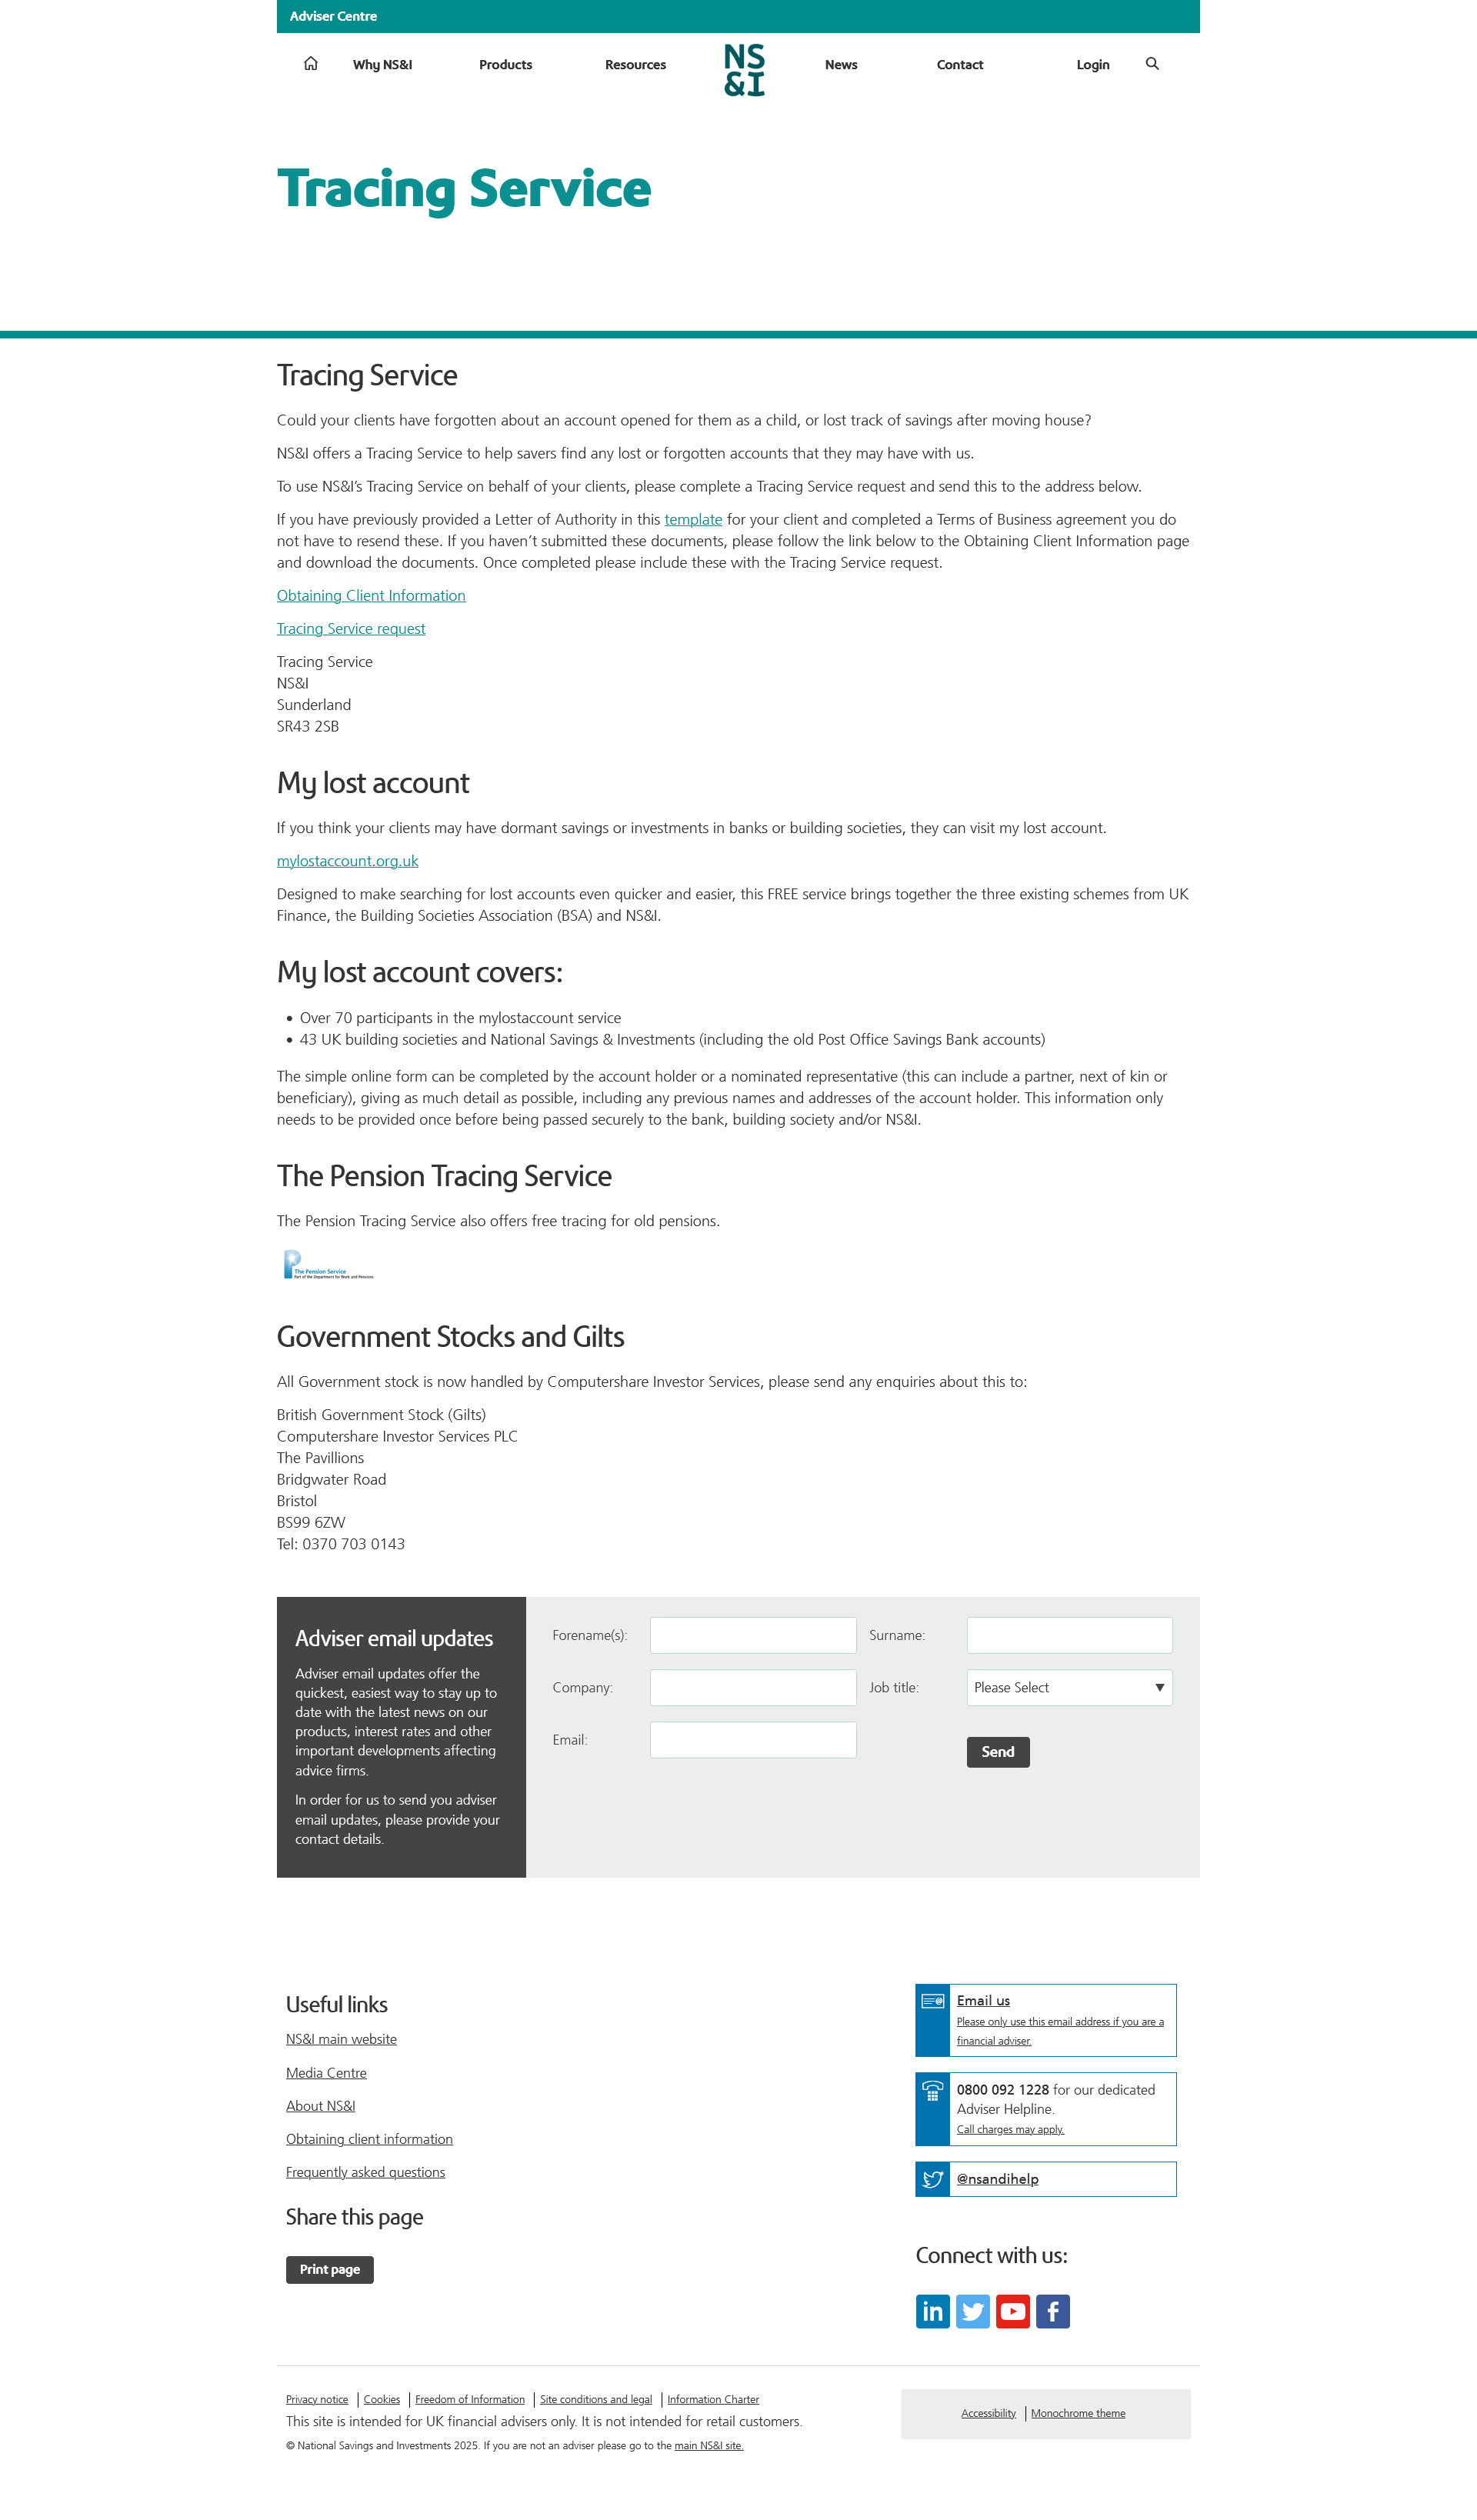 Adviser Centre
Why NS&I
Products
Resources
NS
&I
News
Contact
Login
Tracing Service
Tracing Service
Could your clients have forgotten about an account opened for them as a child, or lost track of savings after moving house?
NS&I offers a Tracing Service to help savers find any lost or forgotten accounts that they may have with us.
To use NS&I’s Tracing Service on behalf of your clients, please complete a Tracing Service request and send this to the address below.
If you have previously provided a Letter of Authority in this template for your client and completed a Terms of Business agreement you do
not have to resend these. If you haven’t submitted these documents, please follow the link below to the Obtaining Client Information page
and download the documents. Once completed please include these with the Tracing Service request.
Obtaining Client Information
Tracing Service request
Tracing Service
NS&I
Sunderland
SR43 2SB
My lost account
If you think your clients may have dormant savings or investments in banks or building societies, they can visit my lost account.
mylostaccount.org.uk
Designed to make searching for lost accounts even quicker and easier, this FREE service brings together the three existing schemes from UK
Finance, the Building Societies Association (BSA) and NS&I.
My lost account covers:
• Over 70 participants in the mylostaccount service
• 43 UK building societies and National Savings & Investments (including the old Post Office Savings Bank accounts)
The simple online form can be completed by the account holder or a nominated representative (this can include a partner, next of kin or
beneficiary), giving as much detail as possible, including any previous names and addresses of the account holder. This information only
needs to be provided once before being passed securely to the bank, building society and/or NS&I.
The Pension Tracing Service
The Pension Tracing Service also offers free tracing for old pensions.
The Pension Service
Part of the Department for Work and Pensions
Government Stocks and Gilts
All Government stock is now handled by Computershare Investor Services, please send any enquiries about this to:
British Government Stock (Gilts)
Computershare Investor Services PLC
The Pavillions
Bridgwater Road
Bristol
BS99 6ZW
Tel: 0370 703 0143
Adviser email updates
Adviser email updates offer the
quickest, easiest way to stay up to
date with the latest news on our
products, interest rates and other
important developments affecting
advice firms.
In order for us to send you adviser
email updates, please provide your
contact details.
Forename(s):
Surname:
Company:
Job title:
Please Select
Email:
Send
Useful links
NS&I main website
Media Centre
About NS&I
Obtaining client information
Frequently asked questions
Share this page
Print page
Email us
Please only use this email address if you are a
financial adviser.
0800 092 1228 for our dedicated
Adviser Helpline.
Call charges may apply.
@nsandihelp
Connect with us:
Privacy notice
Cookies
Freedom of Information
Site conditions and legal
Information Charter
This site is intended for UK financial advisers only. It is not intended for retail customers.
© National Savings and Investments 2025. If you are not an adviser please go to the main NS&I site.
Accessibility
Monochrome theme